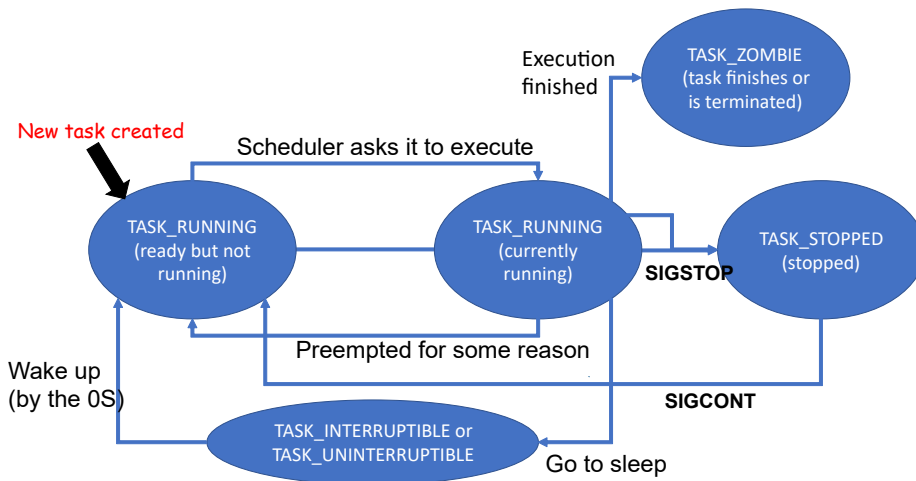 Execution
finished
TASK_ZOMBIE
(task finishes or
is terminated)
New task created
Scheduler asks it to execute
TASK_RUNNING
(ready but not
running)
TASK_RUNNING
(currently
running)
TASK_STOPPED
(stopped)
SIGSTOP
Preempted for some reason
Wake up
(by the 0S)
SIGCONT
TASK_INTERRUPTIBLE or
TASK_UNINTERRUPTIBLE
Go to sleep